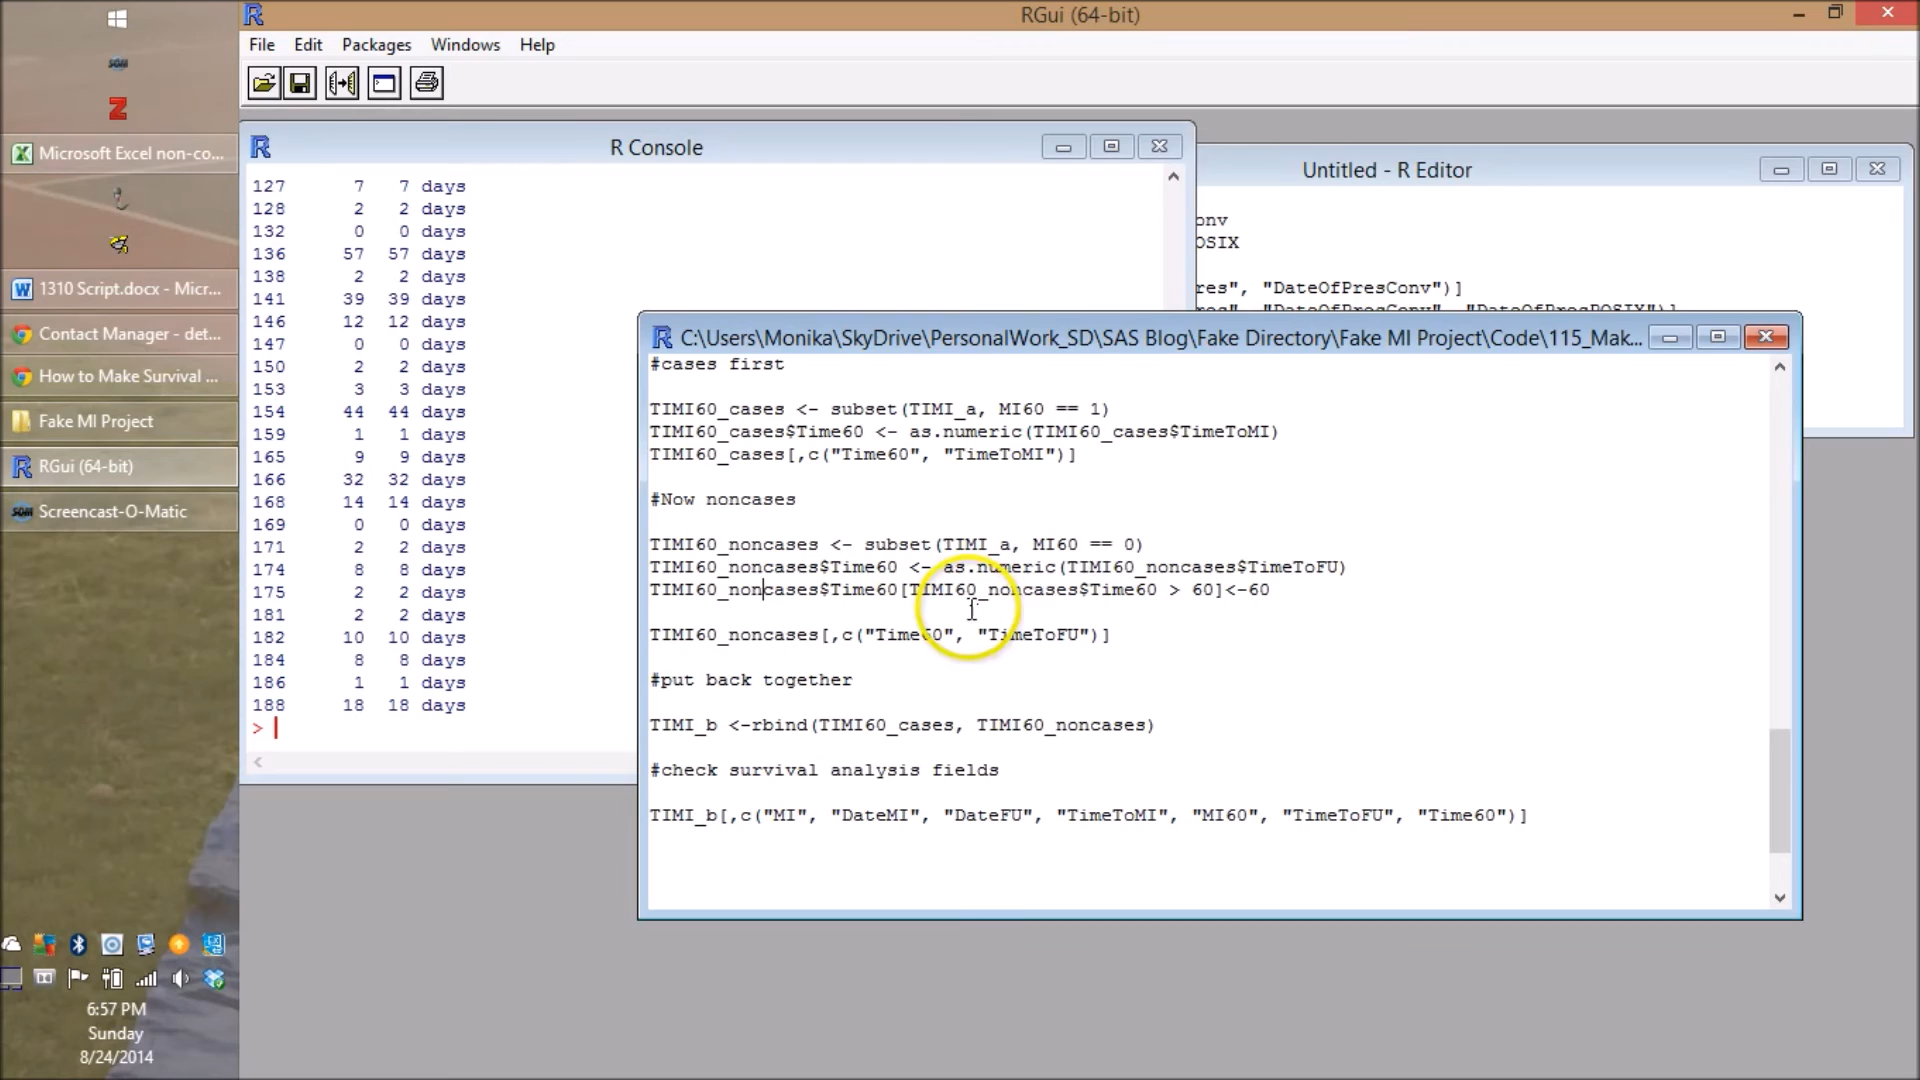 RGui (64-bit)
File Edit Packages Windows Help
Microsoft Excel non-co...
1310 Script.docx - Micr...
Contact Manager - det...
How to Make Survival ...
Fake MI Project
RGui (64-bit)
Screencast-O-Matic
6:57 PM
Sunday
8/24/2014
R Console
127 7 7 days
128 2 2 days
132 0 0 days
136 57 57 days
138 2 2 days
141 39 39 days
146 12 12 days
147 0 0 days
150 2 2 days
153 3 3 days
154 44 44 days
159 1 1 days
165 9 9 days
166 32 32 days
168 14 14 days
169 0 0 days
171 2 2 days
174 8 8 days
175 2 2 days
181 2 2 days
182 10 10 days
184 8 8 days
186 1 1 days
188 18 18 days
>
Untitled - R Editor
onv
OSIX
res", "DateOfPresConv")]
C:\Users\Monika\SkyDrive\PersonalWork_SD\SAS Blog\Fake Directory\Fake MI Project\Code\115_Mak...
#cases first
TIMI60_cases <- subset(TIMI_a, MI60 == 1)
TIMI60_cases$Time60 <- as.numeric(TIMI60_cases$TimeToMI)
TIMI60_cases[,c("Time60", "TimeToMI")]
#Now noncases
TIMI60_noncases <- subset(TIMI_a, MI60 == 0)
TIMI60_noncases$Time60 <- as.numeric(TIMI60_noncases$TimeToFU)
TIMI60_noncases$Time60[TIMI60_noncases$Time60 > 60]<-60
TIMI60_noncases[,c("Time60", "TimeToFU")]
#put back together
TIMI_b <-rbind(TIMI60_cases, TIMI60_noncases)
#check survival analysis fields
TIMI_b[,c("MI", "DateMI", "DateFU", "TimeToMI", "MI60", "TimeToFU", "Time60")]